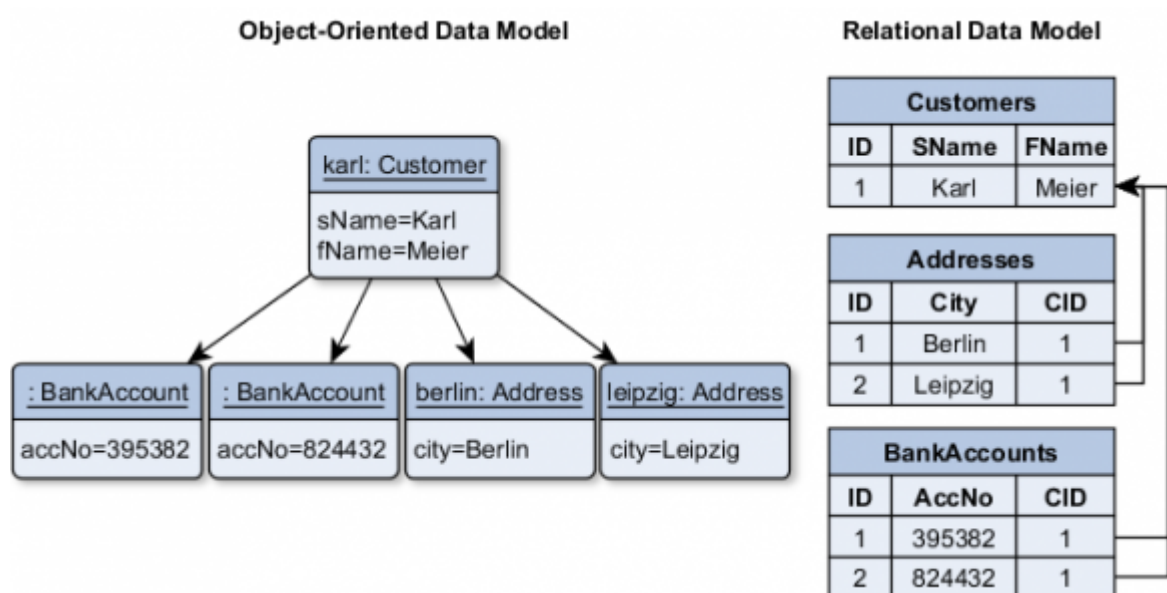 Object-Oriented Data Model
karl: Customer
sName=Karl
fName=Meier
: BankAccount
accNo=395382
: BankAccount
accNo=824432
berlin: Address
city=Berlin
leipzig: Address
city=Leipzig
Relational Data Model
Customers
ID SName FName
1 Karl Meier
Addresses
ID City CID
1 Berlin 1
2 Leipzig 1
BankAccounts
ID AccNo CID
1 395382 1
2 824432 1